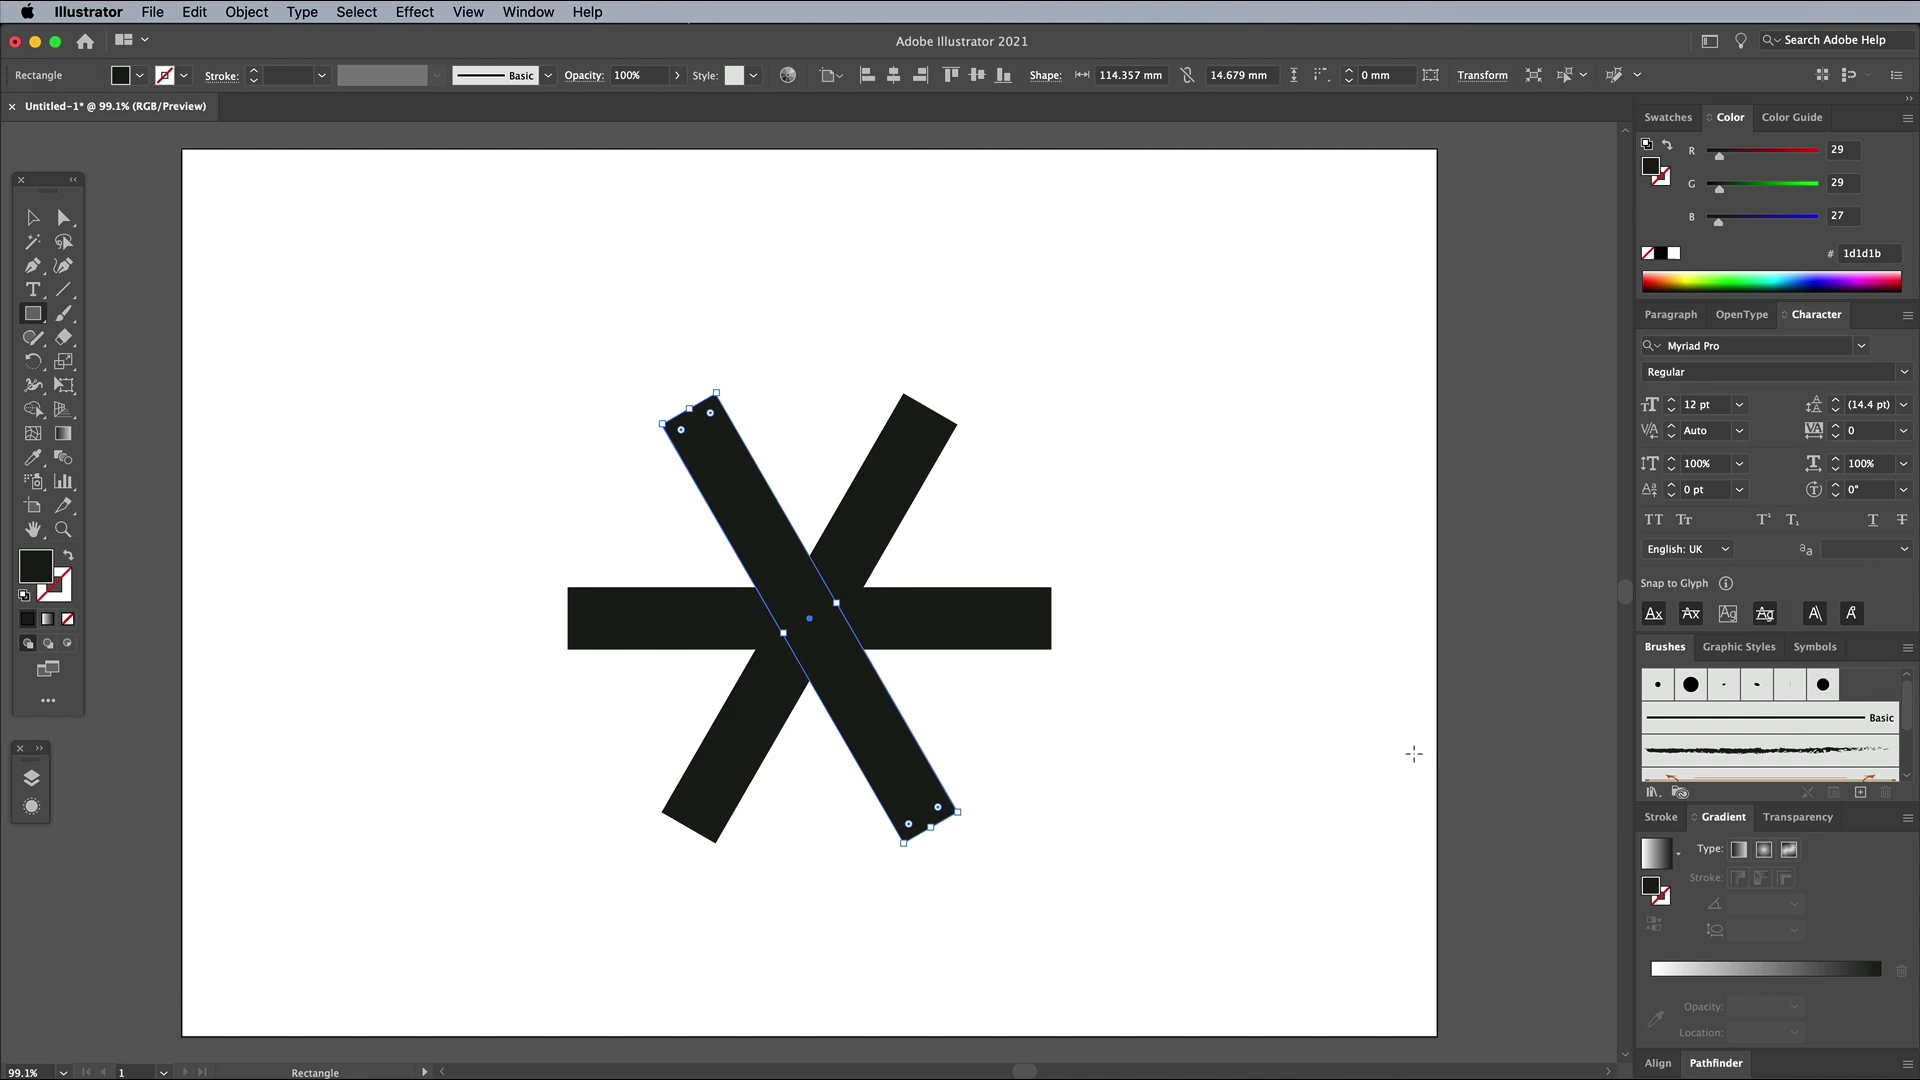 Illustrator File Edit Object Type Select Effect View Window Help
Adobe Illustrator 2021
Search Adobe Help
Rectangle Stroke: Basic Opacity: 100% Style: Shape: 114.357 mm 14.679 mm 0 mm Transform
Untitled-1* @ 99.1% (RGB/Preview)
Swatches Color Color Guide
R 29
G 29
B 27
# 1d1d1b
Paragraph OpenType Character
Myriad Pro
Regular
12 pt (14.4 pt)
Auto 0
100% 100%
0 pt 0°
English: UK
Snap to Glyph
Brushes Graphic Styles Symbols
Basic
Stroke Gradient Transparency
Type:
Stroke:
Opacity:
Location:
Align Pathfinder
99.1% 1 Rectangle